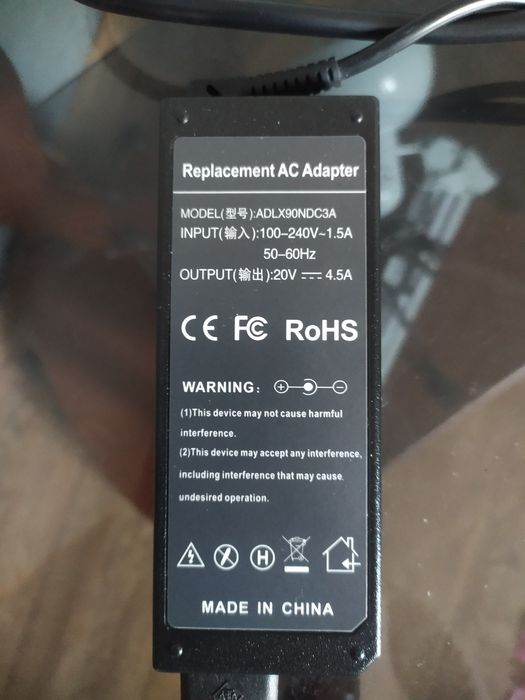 Replacement AC Adapter
MODEL(型号):ADLX90NDC3A
INPUT(输入):100-240V~1.5A
50-60Hz
OUTPUT(输出):20V ⎓ 4.5A
CE FC RoHS
WARNING: + -
(1)This device may not cause harmful
interference.
(2)This device may accept any interference,
including interference that may cause
undesired operation.
H
MADE IN CHINA